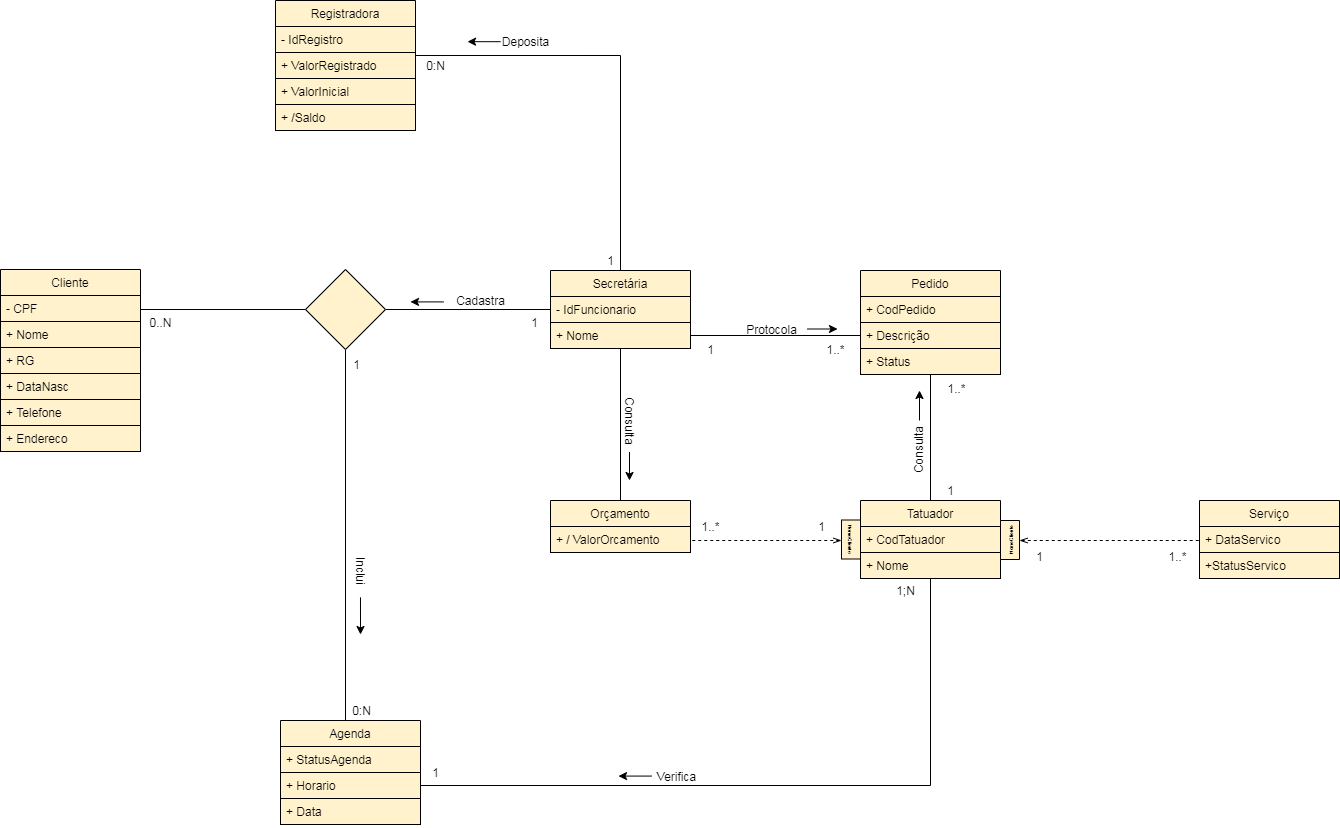 Registradora
- IdRegistro
+ ValorRegistrado
+ ValorInicial
+ /Saldo
Deposita
0:N
1
Cliente
- CPF
+ Nome
+ RG
+ DataNasc
+ Telefone
+ Endereco
0..N
Cadastra
1
1
Secretária
- IdFuncionario
+ Nome
Protocola
1
1..*
Pedido
+ CodPedido
+ Descrição
+ Status
1..*
Consulta
Consulta
1
Orçamento
+ / ValorOrcamento
1..*
1
Tatuador
+ CodTatuador
+ Nome
1
1..*
Serviço
+ DataServico
+StatusServico
1;N
Inclui
0:N
Agenda
+ StatusAgenda
+ Horario
+ Data
1
Verifica